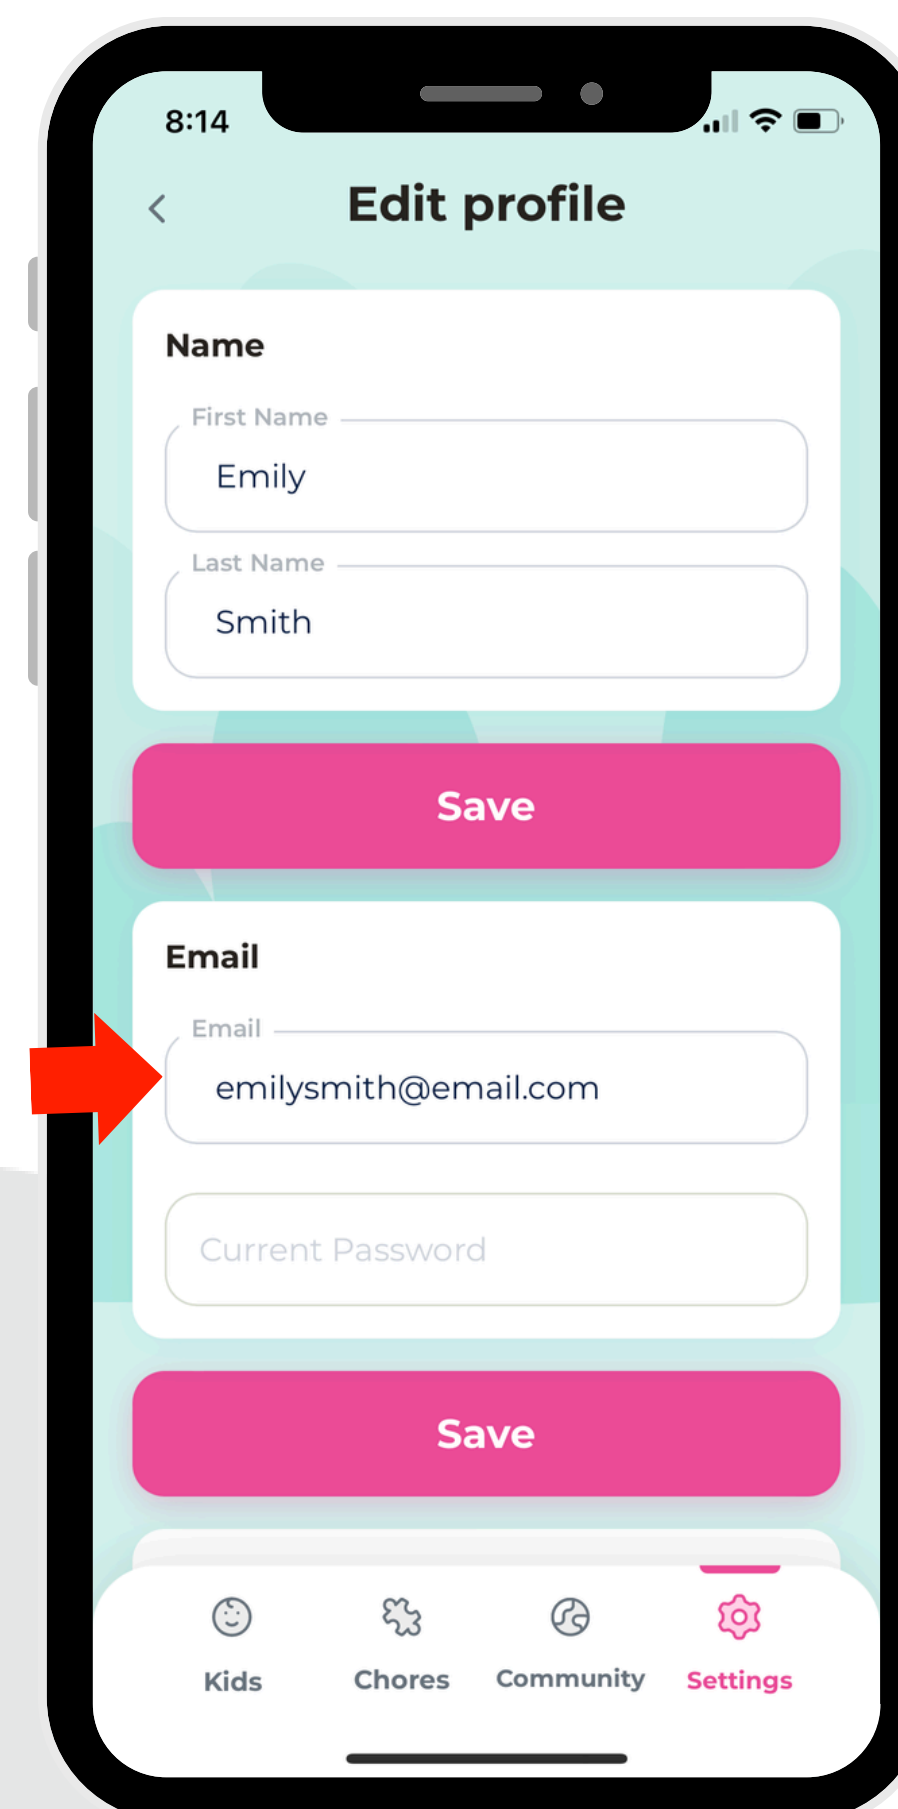 8:14
Edit profile
Name
First Name
Emily
Last Name
Smith
Save
Email
Email
emilysmith@email.com
Current Password
Save
Kids Chores Community Settings